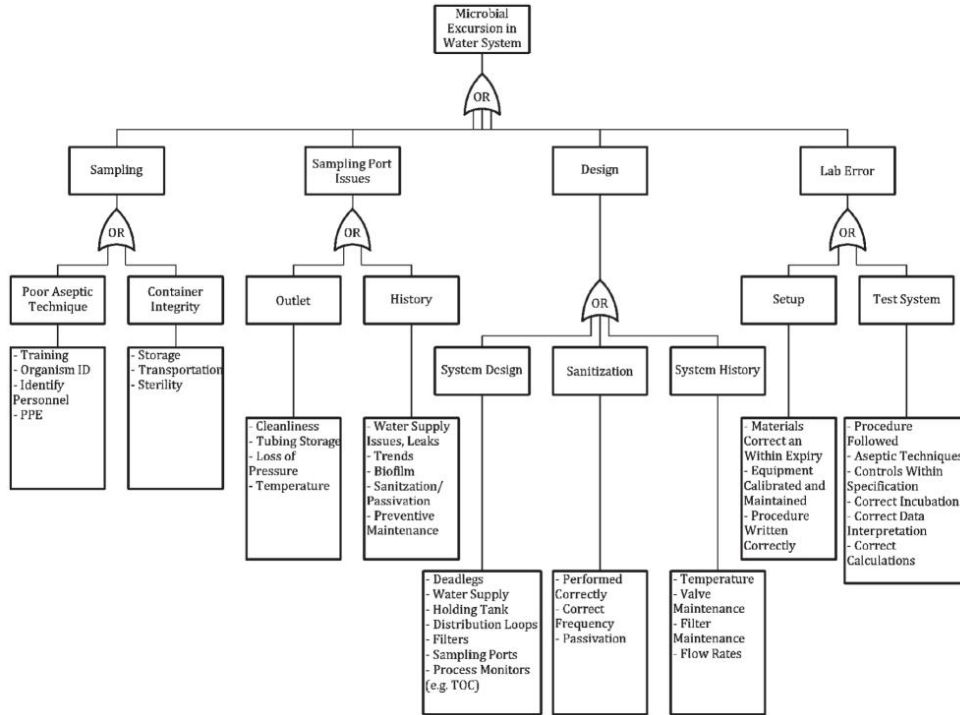 Microbial
Excursion in
Water System
OR
Sampling
Sampling Port
Issues
Design
Lab Error
OR
OR
OR
OR
Poor Aseptic
Technique
Container
Integrity
Outlet
History
Setup
Test System
System Design
Sanitization
System History
- Training
- Organism ID
- Identify
Personnel
- PPE
- Storage
- Transportation
- Sterility
- Cleanliness
- Tubing Storage
- Loss of
Pressure
- Temperature
- Water Supply
Issues, Leaks
- Trends
- Biofilm
- Sanitzation/
Passivation
- Preventive
Maintenance
- Materials
Correct an
Within Expiry
- Equipment
Calibrated and
Maintained
- Procedure
Written
Correctly
- Procedure
Followed
- Aseptic Techniques
- Controls Within
Specification
- Correct Incubation
- Correct Data
Interpretation
- Correct
Calculations
- Deadlegs
- Water Supply
- Holding Tank
- Distribution Loops
- Filters
- Sampling Ports
- Process Monitors
(e.g. TOC)
- Performed
Correctly
- Correct
Frequency
- Passivation
- Temperature
- Valve
Maintenance
- Filter
Maintenance
- Flow Rates